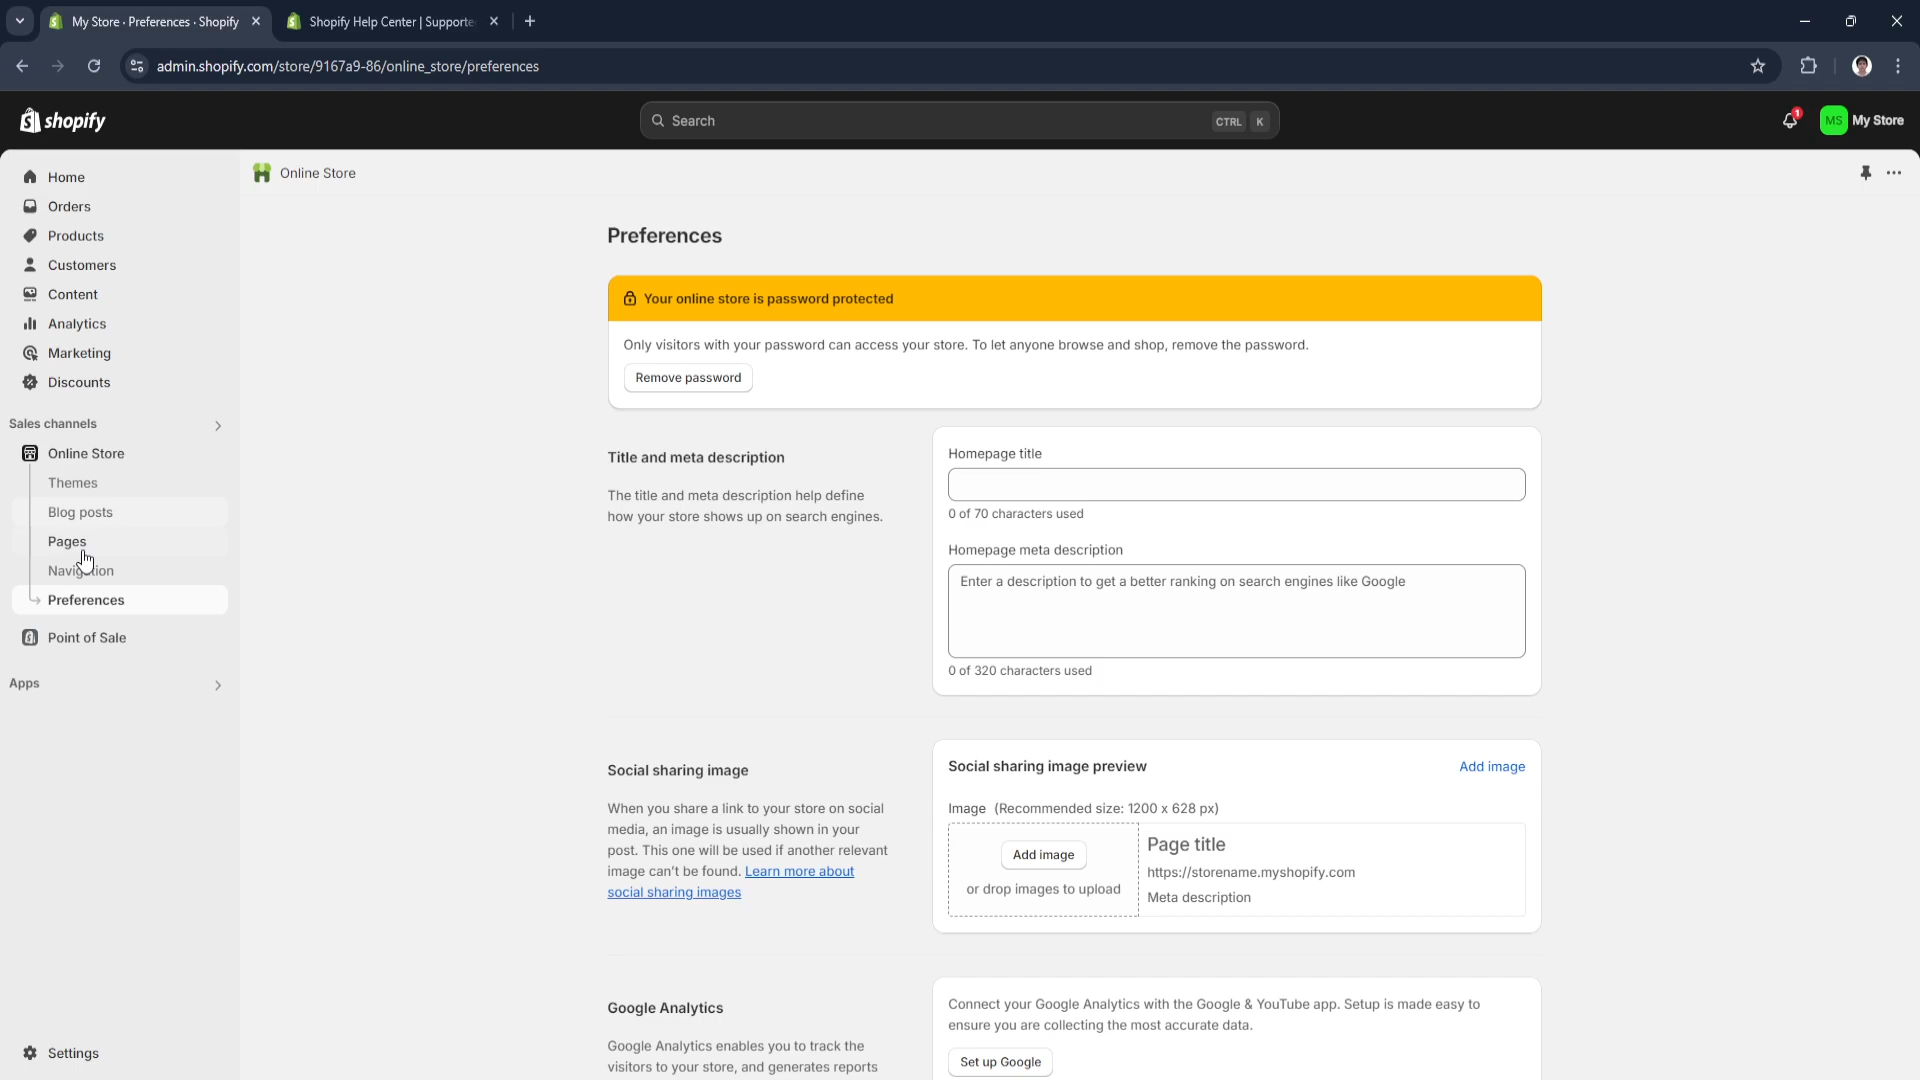 My Store · Preferences · Shopify
Shopify Help Center | Supporte
admin.shopify.com/store/9167a9-86/online_store/preferences
shopify
Search
CTRL K
1
MS My Store
Home
Orders
Products
Customers
Content
Analytics
Marketing
Discounts
Sales channels
Online Store
Themes
Blog posts
Pages
Navigation
Preferences
Point of Sale
Apps
Settings
Online Store
Preferences
Your online store is password protected
Only visitors with your password can access your store. To let anyone browse and shop, remove the password.
Remove password
Title and meta description
The title and meta description help define
how your store shows up on search engines.
Homepage title
0 of 70 characters used
Homepage meta description
Enter a description to get a better ranking on search engines like Google
0 of 320 characters used
Social sharing image
When you share a link to your store on social
media, an image is usually shown in your
post. This one will be used if another relevant
image can't be found. Learn more about
social sharing images
Social sharing image preview
Add image
Image (Recommended size: 1200 x 628 px)
Add image
or drop images to upload
Page title
https://storename.myshopify.com
Meta description
Google Analytics
Google Analytics enables you to track the
visitors to your store, and generates reports
Connect your Google Analytics with the Google & YouTube app. Setup is made easy to
ensure you are collecting the most accurate data.
Set up Google